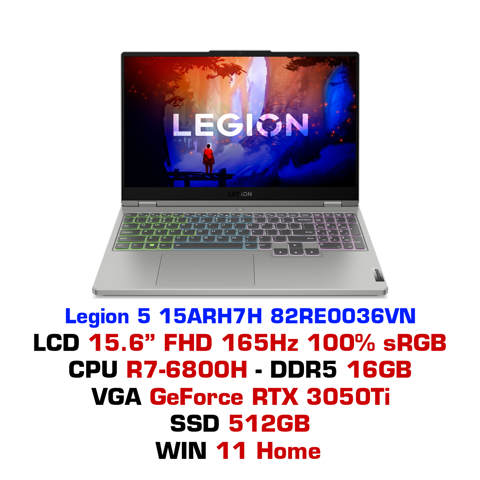 LEGION
LEGION
Legion 5 15ARH7H 82RE0036VN
LCD 15.6” FHD 165Hz 100% sRGB
CPU R7-6800H - DDR5 16GB
VGA GeForce RTX 3050Ti
SSD 512GB
WIN 11 Home